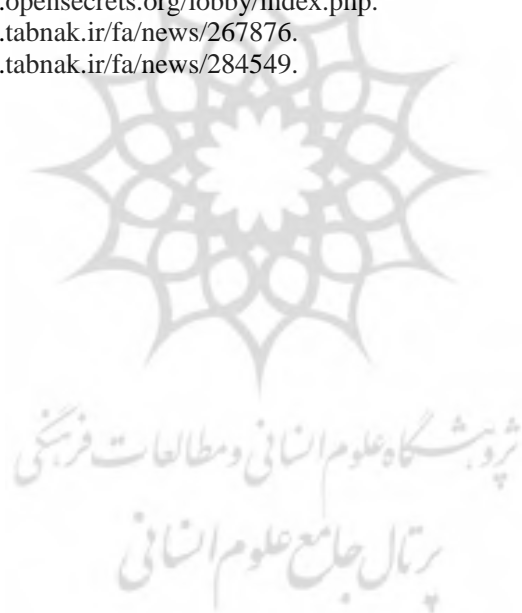 .opensecrets.org/lobby/index.php.
.tabnak.ir/fa/news/267876.
.tabnak.ir/fa/news/284549.
پژوهشگاه علوم انسانی و مطالعات فرهنگی
پرتال جامع علوم انسانی